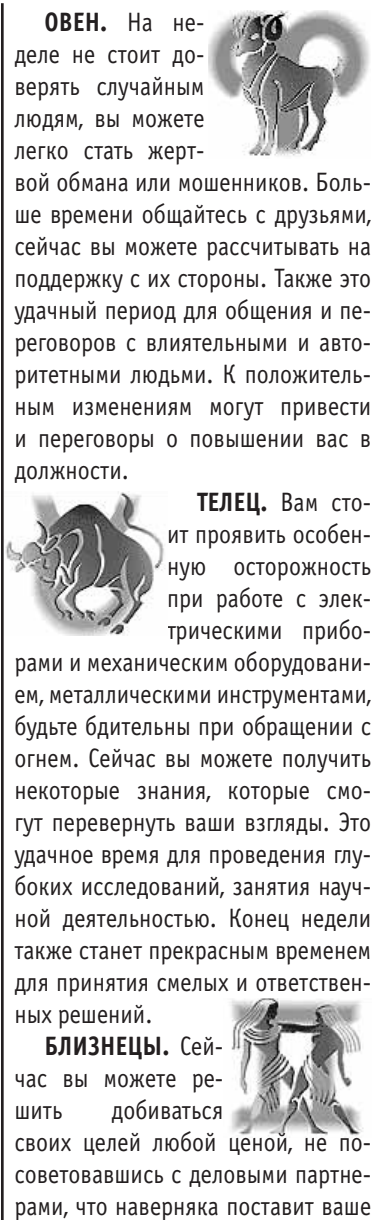 ОВЕН. На не-
деле не стоит до-
верять случайным
людям, вы можете
легко стать жерт-
вой обмана или мошенников. Боль-
ше времени общайтесь с друзьями,
сейчас вы можете рассчитывать на
поддержку с их стороны. Также это
удачный период для общения и пе-
реговоров с влиятельными и авто-
ритетными людьми. К положитель-
ным изменениям могут привести
и переговоры о повышении вас в
должности.
ТЕЛЕЦ. Вам сто-
ит проявить особен-
ную осторожность
при работе с элек-
трическими прибо-
рами и механическим оборудовани-
ем, металлическими инструментами,
будьте бдительны при обращении с
огнем. Сейчас вы можете получить
некоторые знания, которые смо-
гут перевернуть ваши взгляды. Это
удачное время для проведения глу-
боких исследований, занятия науч-
ной деятельностью. Конец недели
также станет прекрасным временем
для принятия смелых и ответствен-
ных решений.
БЛИЗНЕЦЫ. Сей-
час вы можете ре-
шить добиваться
своих целей любой ценой, не по-
советовавшись с деловыми партне-
рами, что наверняка поставит ваше